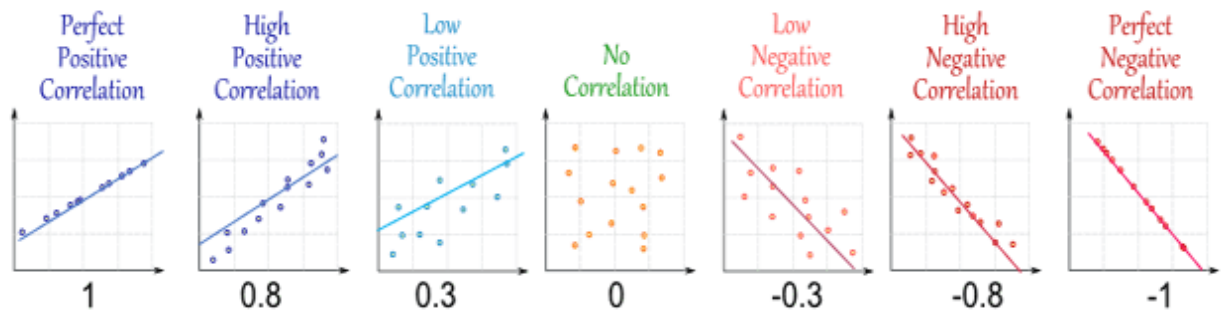 Perfect
Positive
Correlation
High
Positive
Correlation
Low
Positive
Correlation
No
Correlation
Low
Negative
Correlation
High
Negative
Correlation
Perfect
Negative
Correlation
1
0.8
0.3
0
-0.3
-0.8
-1